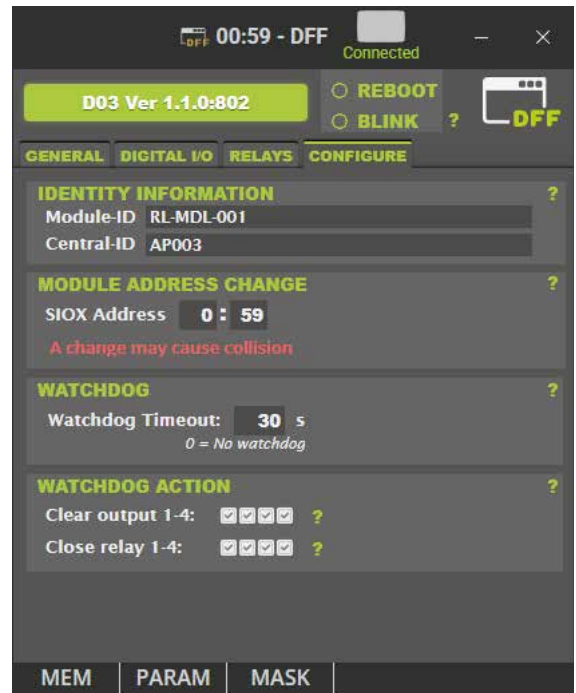 DFF 00:59 - DFF
Connected
D03 Ver 1.1.0:802
REBOOT
BLINK ?
DFF
GENERAL DIGITAL I/O RELAYS CONFIGURE
IDENTITY INFORMATION ?
Module-ID RL-MDL-001
Central-ID AP003
MODULE ADDRESS CHANGE ?
SIOX Address 0 : 59
A change may cause collision
WATCHDOG ?
Watchdog Timeout: 30 s
0 = No watchdog
WATCHDOG ACTION ?
Clear output 1-4: ?
Close relay 1-4: ?
MEM PARAM MASK